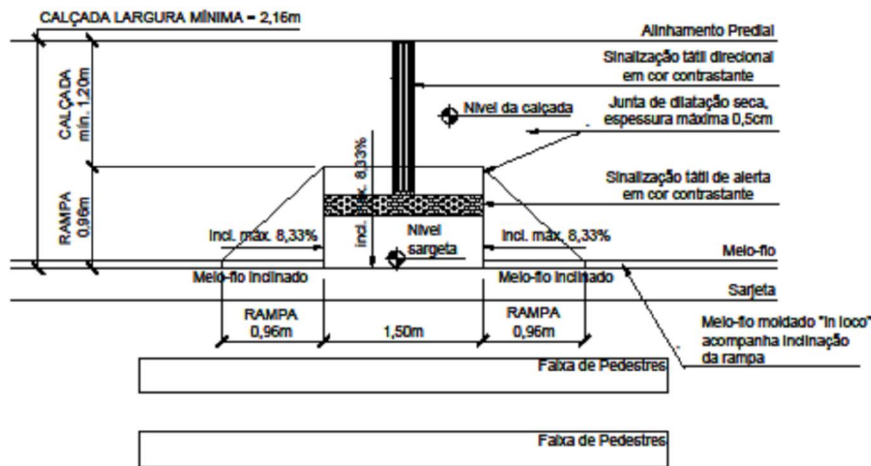 CALÇADA LARGURA MÍNIMA = 2,16m
Alinhamento Predial
Sinalização tátil direcional
em cor contrastante
CALÇADA
mín. 1,20m
Nível da calçada
Junta de dilatação seca,
espessura máxima 0,5cm
incl. máx. 8,33%
Sinalização tátil de alerta
em cor contrastante
RAMPA
0,96m
incl. máx. 8,33%
Nível
sargeta
incl. máx. 8,33%
Meio-fio
Meio-fio inclinado
Meio-fio inclinado
Sarjeta
RAMPA
0,96m
1,50m
RAMPA
0,96m
Meio-fio moldado "in loco"
acompanha inclinação
da rampa
Faixa de Pedestres
Faixa de Pedestres